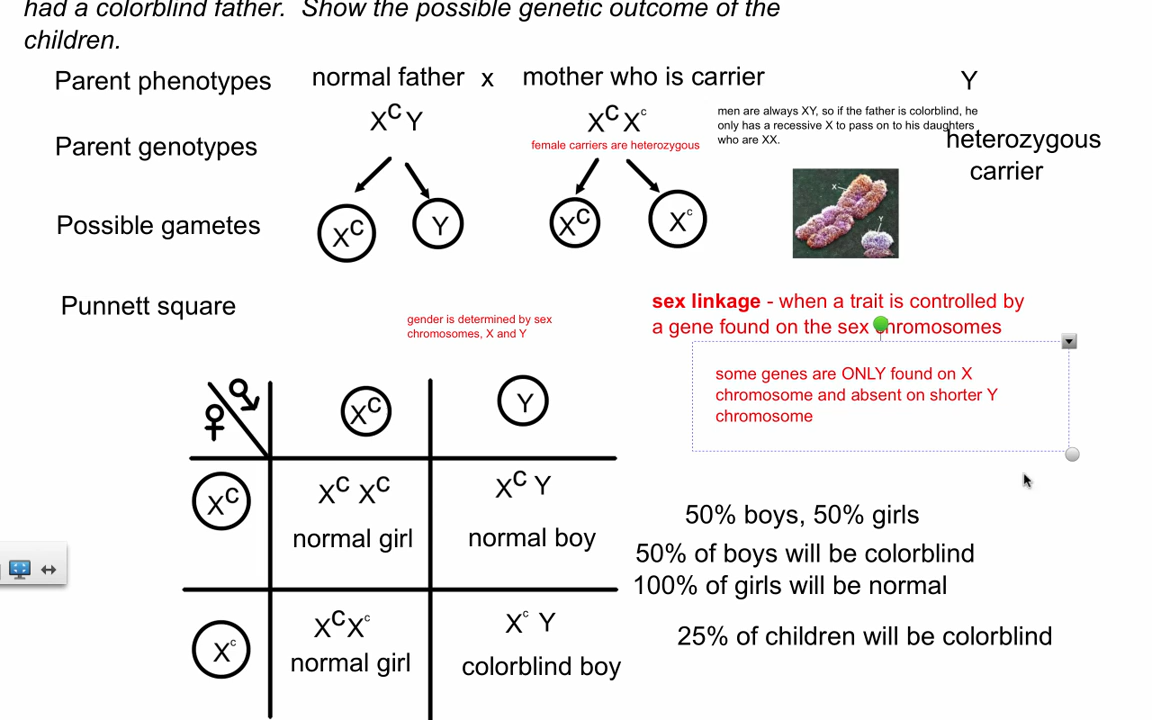 had a colorblind father. Show the possible genetic outcome of the
children.
Parent phenotypes normal father x mother who is carrier Y
men are always XY, so if the father is colorblind, he
only has a recessive X to pass on to his daughters
who are XX.
Parent genotypes X^C Y X^C X^c heterozygous
carrier
female carriers are heterozygous
Possible gametes X^C Y X^C X^c
X
Y
Punnett square
gender is determined by sex
chromosomes, X and Y
sex linkage - when a trait is controlled by
a gene found on the sex chromosomes
some genes are ONLY found on X
chromosome and absent on shorter Y
chromosome
X^C Y
X^C X^C X^C X^C Y
normal girl normal boy
X^c X^C X^c X^c Y
normal girl colorblind boy
50% boys, 50% girls
50% of boys will be colorblind
100% of girls will be normal
25% of children will be colorblind